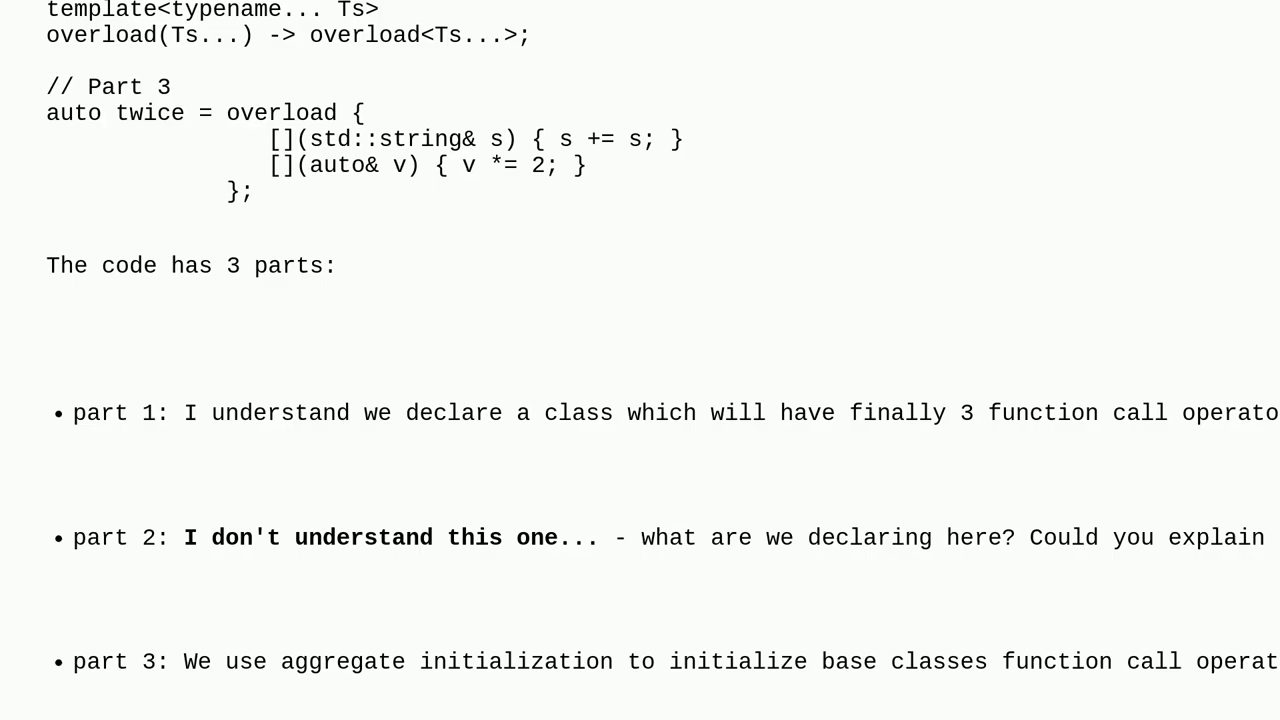 template<typename... Ts>
overload(Ts...) -> overload<Ts...>;
// Part 3
auto twice = overload {
[](std::string& s) { s += s; }
[](auto& v) { v *= 2; }
};
The code has 3 parts:
• part 1: I understand we declare a class which will have finally 3 function call operato
• part 2: I don't understand this one... - what are we declaring here? Could you explain
• part 3: We use aggregate initialization to initialize base classes function call operat